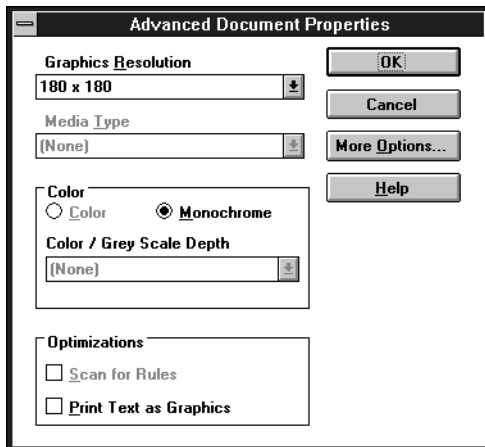 Advanced Document Properties
Graphics Resolution
180 x 180
Media Type
(None)
Color
Color
Monochrome
Color / Grey Scale Depth
(None)
Optimizations
Scan for Rules
Print Text as Graphics
OK
Cancel
More Options...
Help